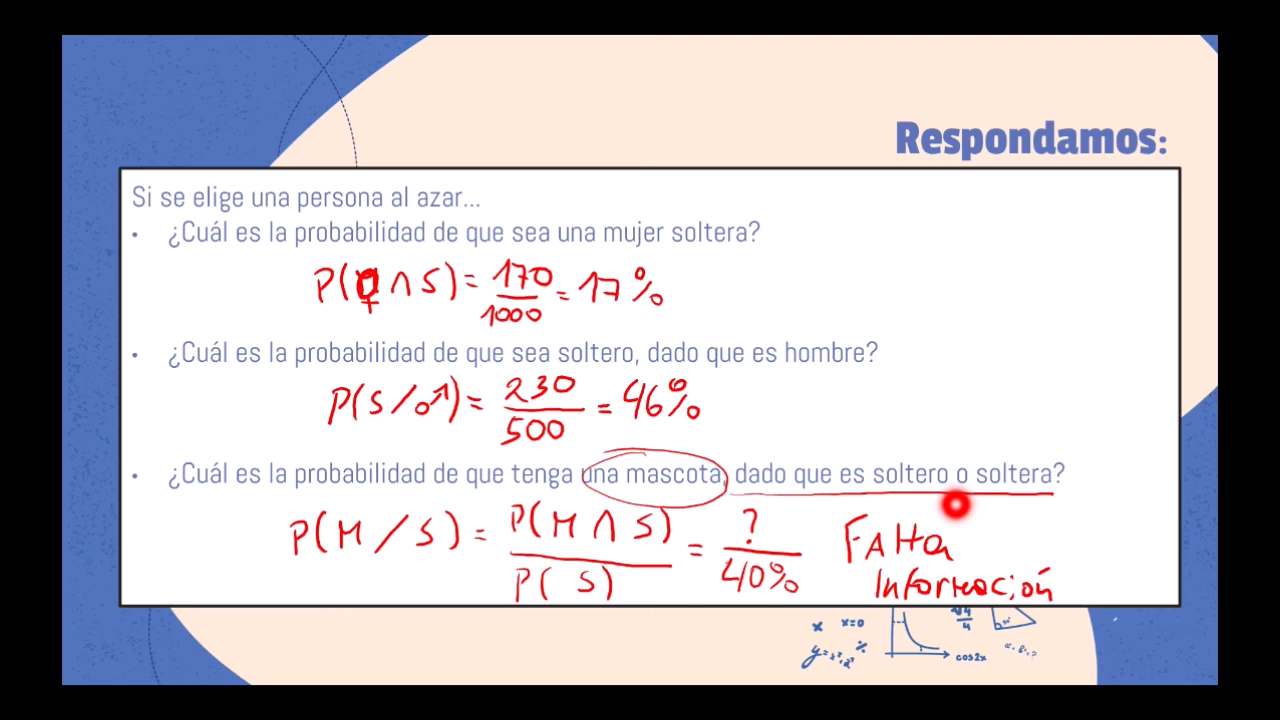 Respondamos:
Si se elige una persona al azar...
• ¿Cuál es la probabilidad de que sea una mujer soltera?
P(♀ ∧ S) = 170/1000 = 17%
• ¿Cuál es la probabilidad de que sea soltero, dado que es hombre?
P(S/♂) = 230/500 = 46%
• ¿Cuál es la probabilidad de que tenga una mascota, dado que es soltero o soltera?
P(M/S) = P(M ∧ S)/P(S) = ?/40% FAlta
Información
x x=0
cos2x